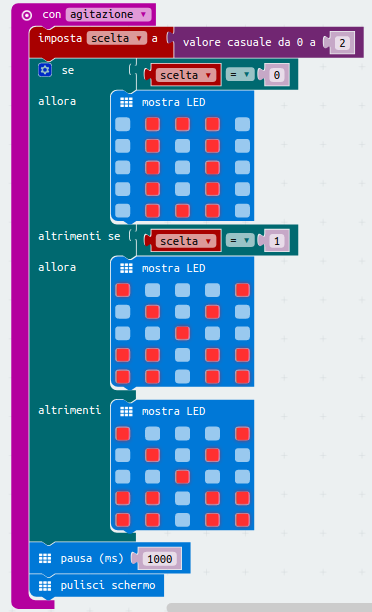 con agitazione
imposta scelta a valore casuale da 0 a 2
se scelta = 0
allora mostra LED
altrimenti se scelta = 1
allora mostra LED
altrimenti mostra LED
pausa (ms) 1000
pulisci schermo